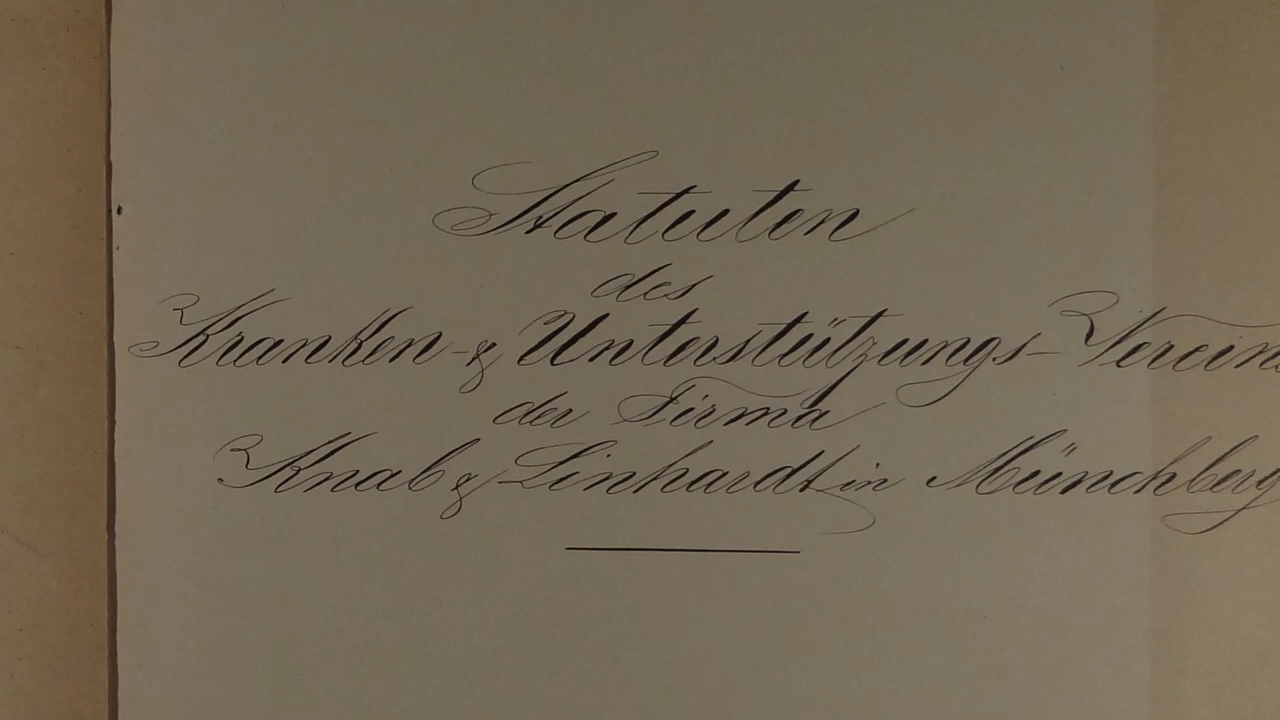 Statuten
des
Kranken- & Unterstützungs-Vereins
der Firma
Knab & Linhardt in Münchberg